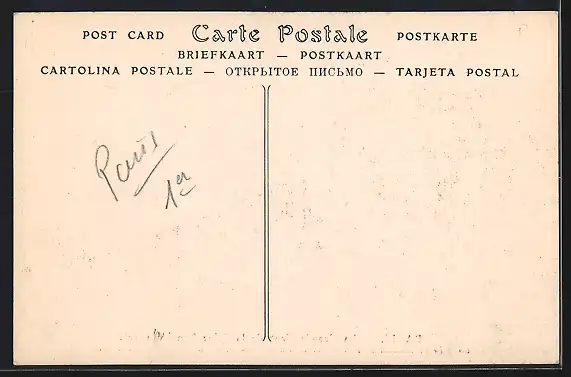 POST CARD Carte Postale POSTKARTE
BRIEFKAART — POSTKAART
CARTOLINA POSTALE — ОТКРЫТОЕ ПИСЬМО — TARJETA POSTAL
Paris
1er